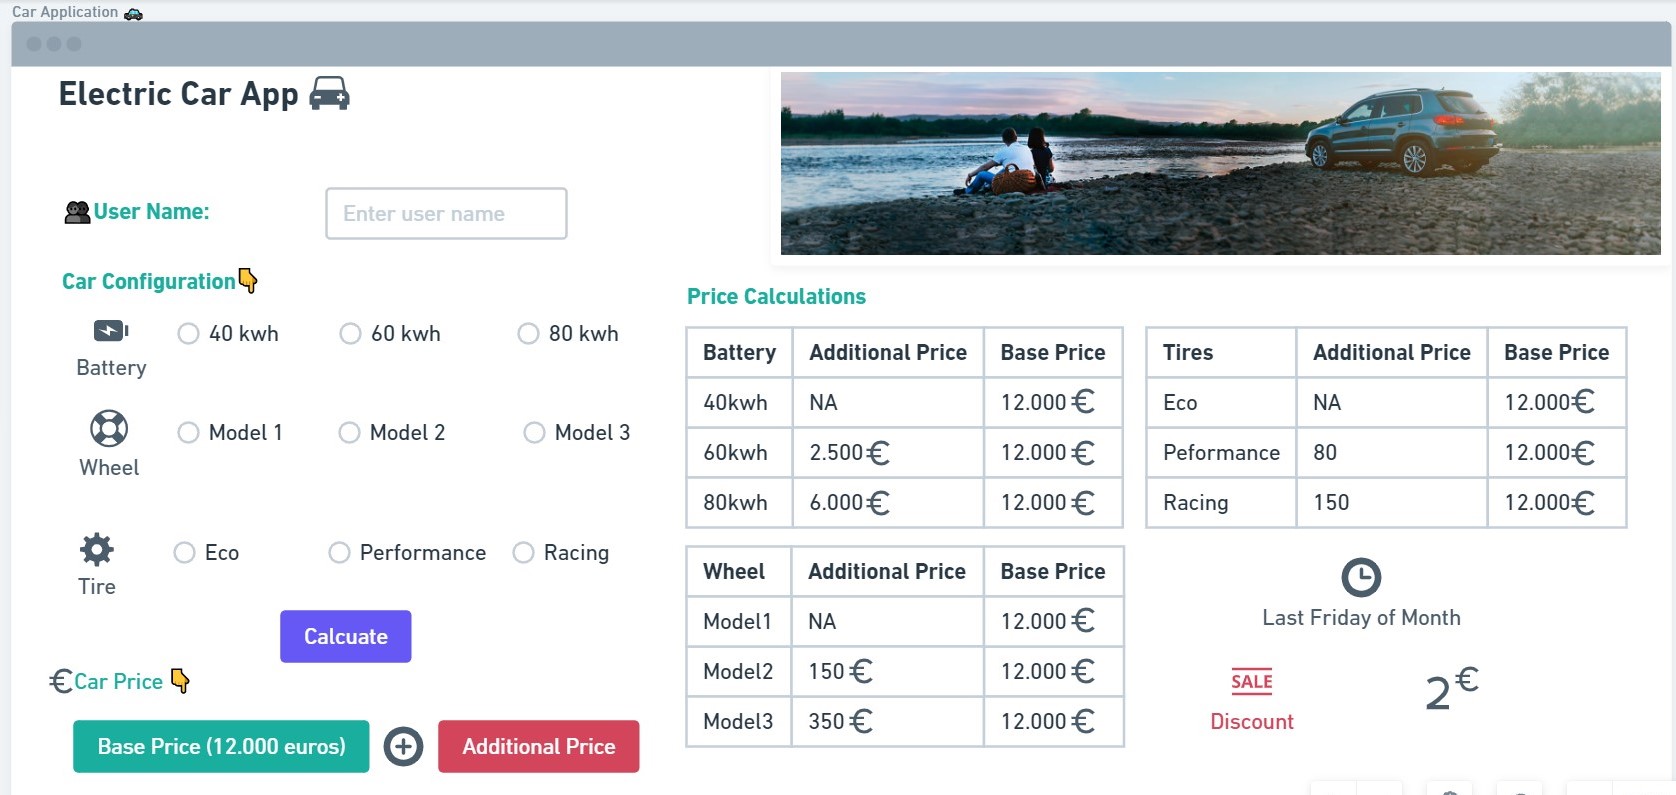 Car Application
Electric Car App
User Name:
Enter user name
Car Configuration
40 kwh 60 kwh 80 kwh
Battery
Model 1 Model 2 Model 3
Wheel
Eco Performance Racing
Tire
Calcuate
€Car Price
Base Price (12.000 euros) + Additional Price
Price Calculations
Battery Additional Price Base Price
40kwh NA 12.000 €
60kwh 2.500€ 12.000 €
80kwh 6.000€ 12.000 €
Tires Additional Price Base Price
Eco NA 12.000€
Peformance 80 12.000€
Racing 150 12.000€
Wheel Additional Price Base Price
Model1 NA 12.000 €
Model2 150 € 12.000 €
Model3 350 € 12.000 €
Last Friday of Month
SALE
Discount
2€